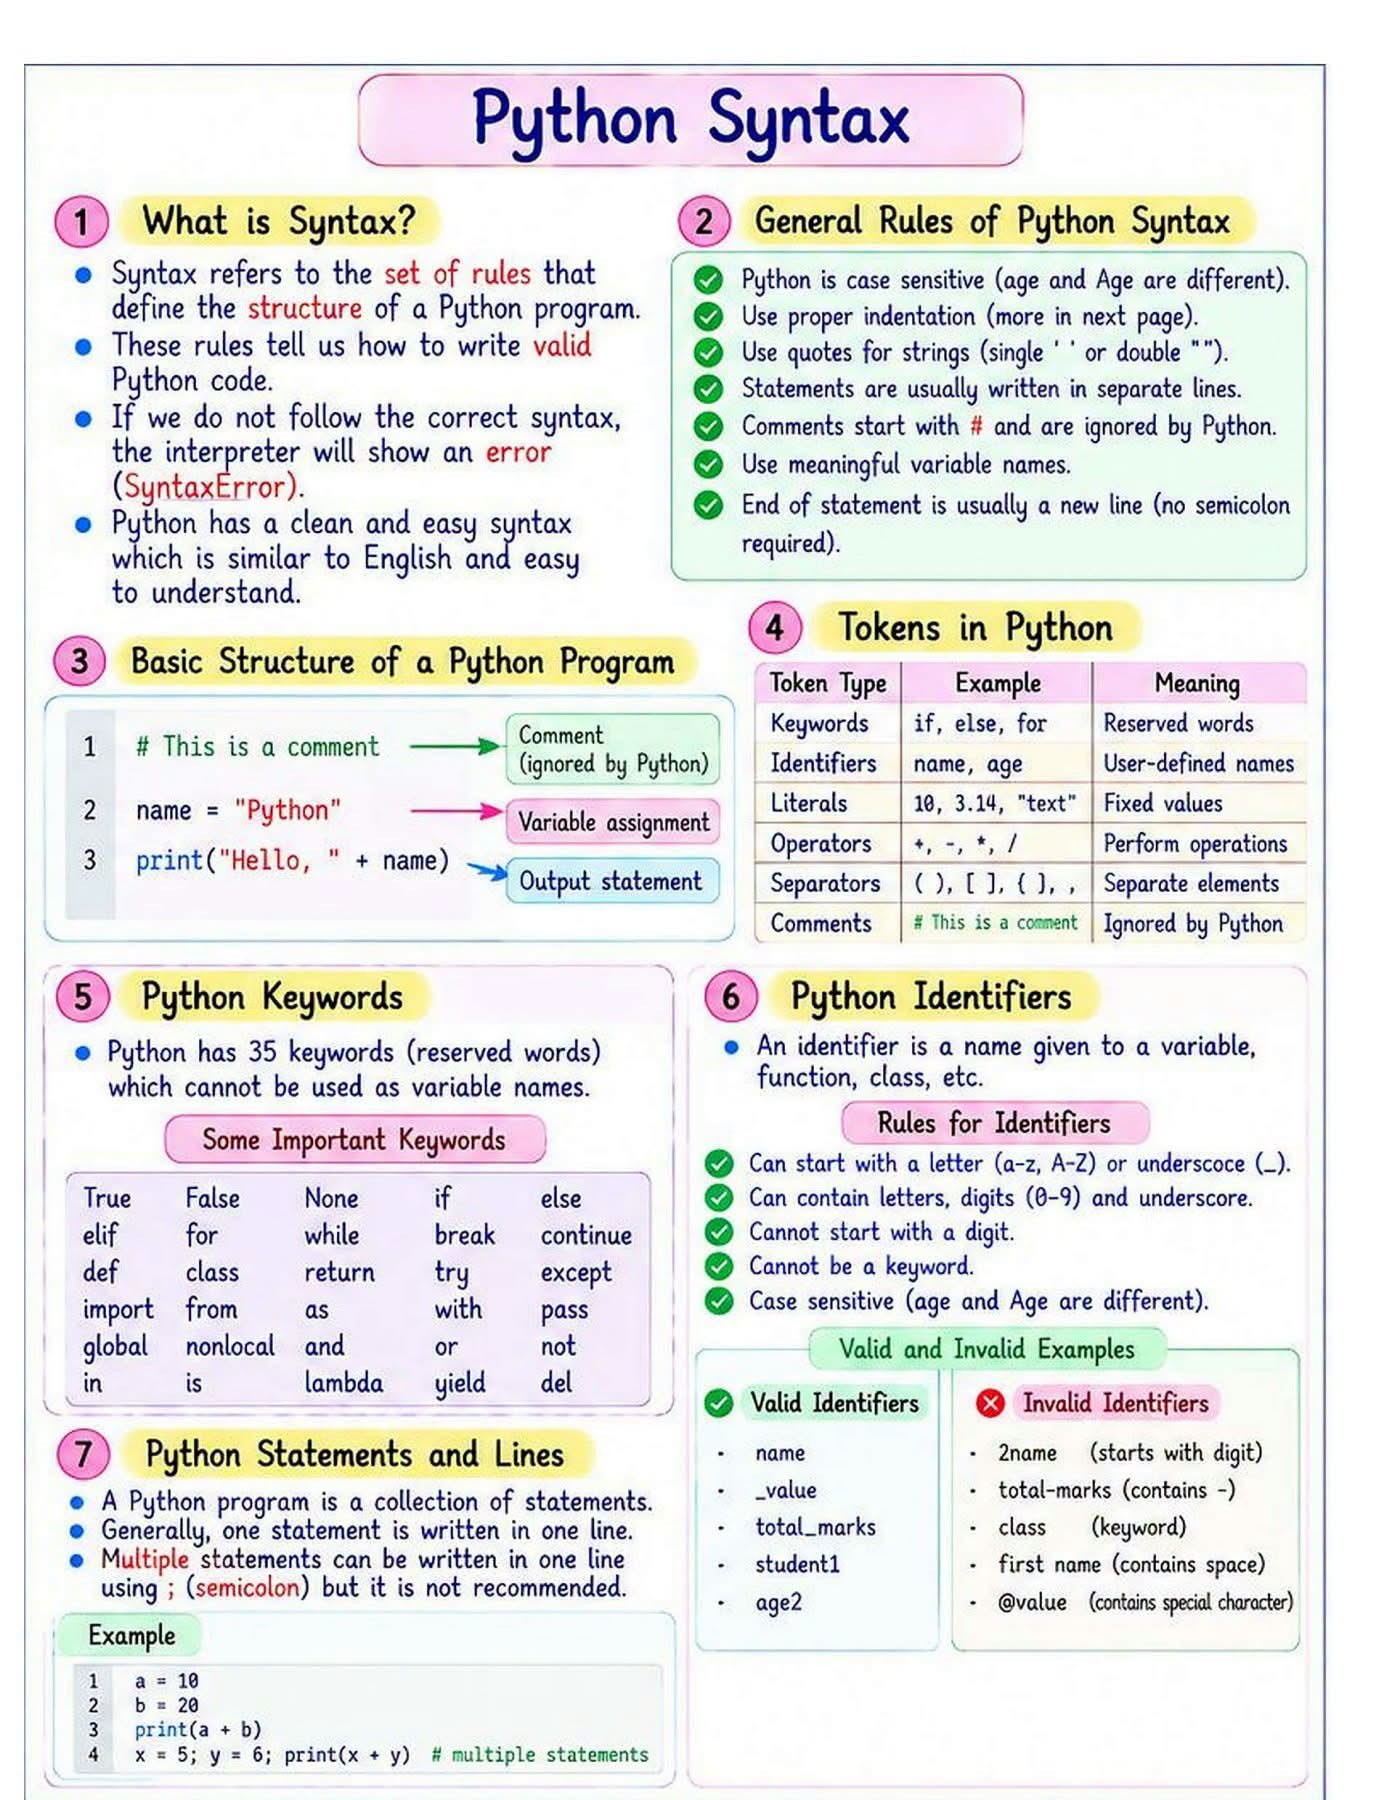 Python Syntax
1 What is Syntax?
Syntax refers to the set of rules that
define the structure of a Python program.
These rules tell us how to write valid
Python code.
If we do not follow the correct syntax,
the interpreter will show an error
(SyntaxError).
Python has a clean and easy syntax
which is similar to English and easy
to understand.
2 General Rules of Python Syntax
Python is case sensitive (age and Age are different).
Use proper indentation (more in next page).
Use quotes for strings (single ' ' or double "").
Statements are usually written in separate lines.
Comments start with # and are ignored by Python.
Use meaningful variable names.
End of statement is usually a new line (no semicolon
required).
3 Basic Structure of a Python Program
1 # This is a comment
Comment
(ignored by Python)
2 name = "Python"
Variable assignment
3 print("Hello, " + name)
Output statement
4 Tokens in Python
Token Type Example Meaning
Keywords if, else, for Reserved words
Identifiers name, age User-defined names
Literals 10, 3.14, "text" Fixed values
Operators +, -, *, / Perform operations
Separators ( ), [ ], { }, , Separate elements
Comments # This is a comment Ignored by Python
5 Python Keywords
Python has 35 keywords (reserved words)
which cannot be used as variable names.
Some Important Keywords
True False None if else
elif for while break continue
def class return try except
import from as with pass
global nonlocal and or not
in is lambda yield del
6 Python Identifiers
An identifier is a name given to a variable,
function, class, etc.
Rules for Identifiers
Can start with a letter (a-z, A-Z) or underscoce (_).
Can contain letters, digits (0-9) and underscore.
Cannot start with a digit.
Cannot be a keyword.
Case sensitive (age and Age are different).
Valid and Invalid Examples
Valid Identifiers
- name
- _value
- total_marks
- student1
- age2
Invalid Identifiers
- 2name (starts with digit)
- total-marks (contains -)
- class (keyword)
- first name (contains space)
- @value (contains special character)
7 Python Statements and Lines
A Python program is a collection of statements.
Generally, one statement is written in one line.
Multiple statements can be written in one line
using ; (semicolon) but it is not recommended.
Example
1 a = 10
2 b = 20
3 print(a + b)
4 x = 5; y = 6; print(x + y) # multiple statements